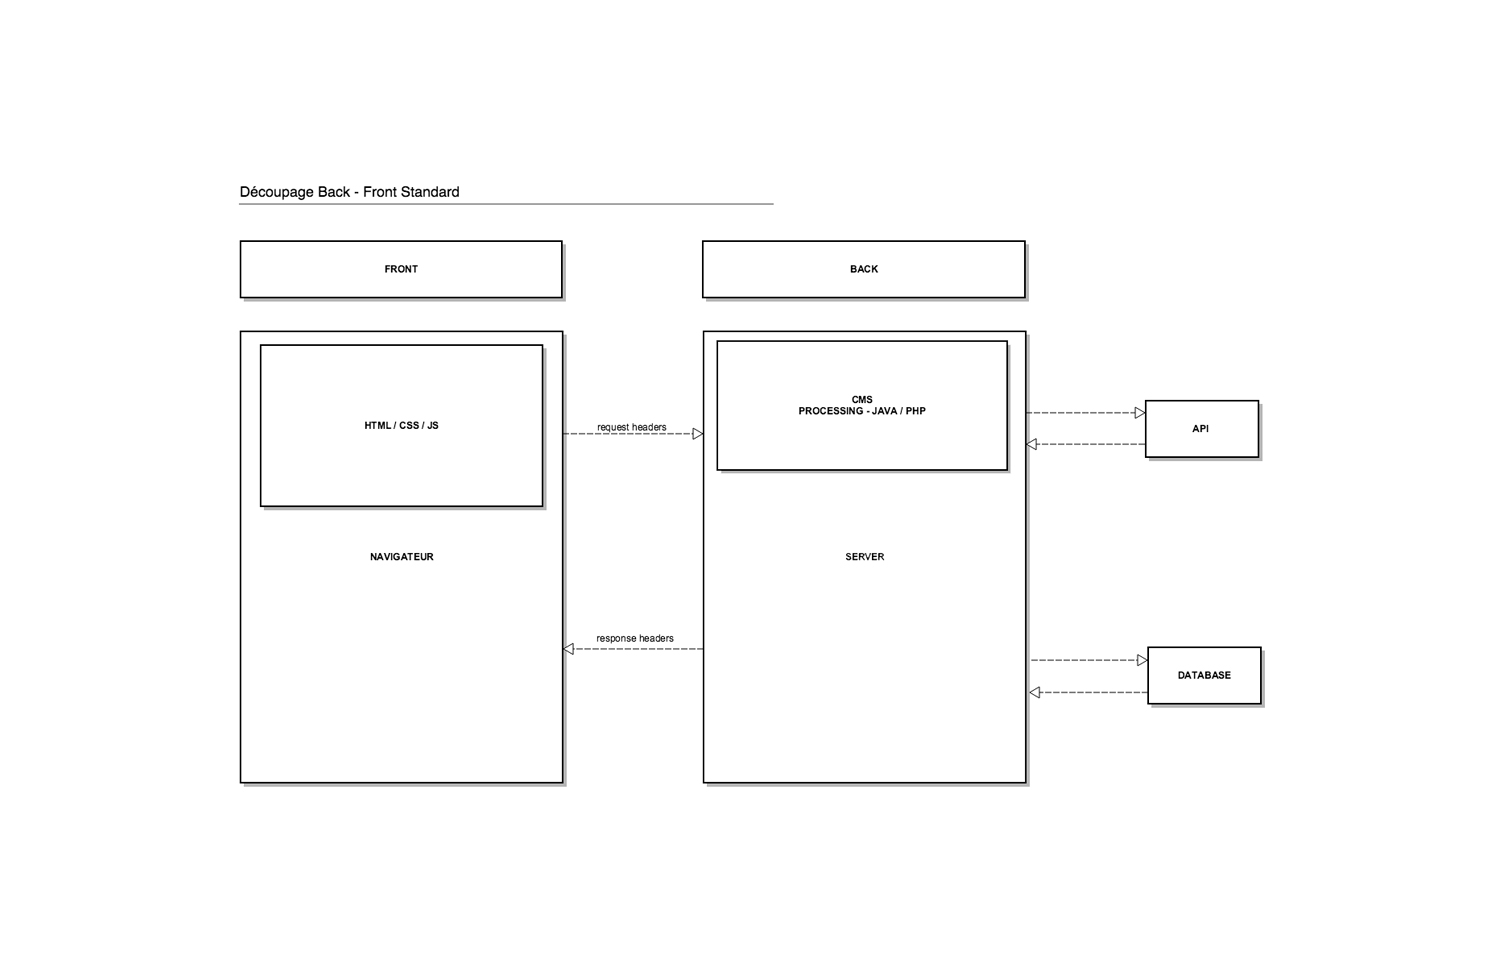 Découpage Back - Front Standard
FRONT
BACK
HTML / CSS / JS
CMS
PROCESSING - JAVA / PHP
request headers
API
NAVIGATEUR
SERVER
response headers
DATABASE